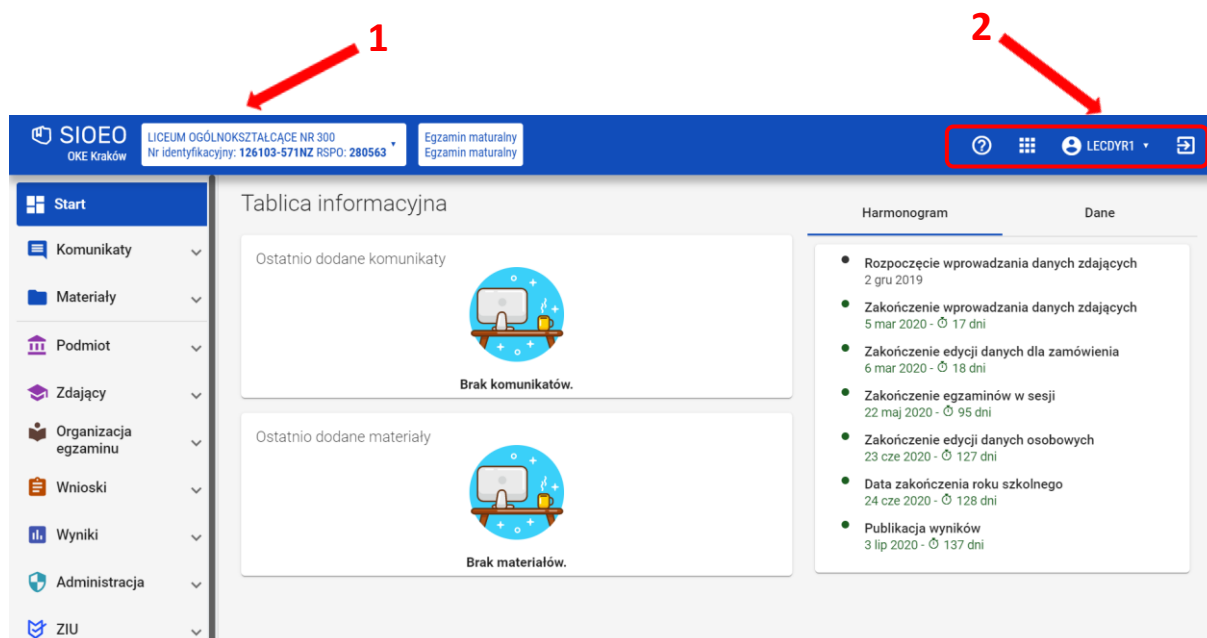 1
2
SIOEO
OKE Kraków
LICEUM OGÓLNOKSZTAŁCĄCE NR 300
Nr identyfikacyjny: 126103-571NZ RSPO: 280563
Egzamin maturalny
Egzamin maturalny
LECDYR1
Start
Komunikaty
Materiały
Podmiot
Zdający
Organizacja
egzaminu
Wnioski
Wyniki
Administracja
ZIU
Tablica informacyjna
Ostatnio dodane komunikaty
Brak komunikatów.
Ostatnio dodane materiały
Brak materiałów.
Harmonogram
Dane
Rozpoczęcie wprowadzania danych zdających
2 gru 2019
Zakończenie wprowadzania danych zdających
5 mar 2020 - 17 dni
Zakończenie edycji danych dla zamówienia
6 mar 2020 - 18 dni
Zakończenie egzaminów w sesji
22 maj 2020 - 95 dni
Zakończenie edycji danych osobowych
23 cze 2020 - 127 dni
Data zakończenia roku szkolnego
24 cze 2020 - 128 dni
Publikacja wyników
3 lip 2020 - 137 dni